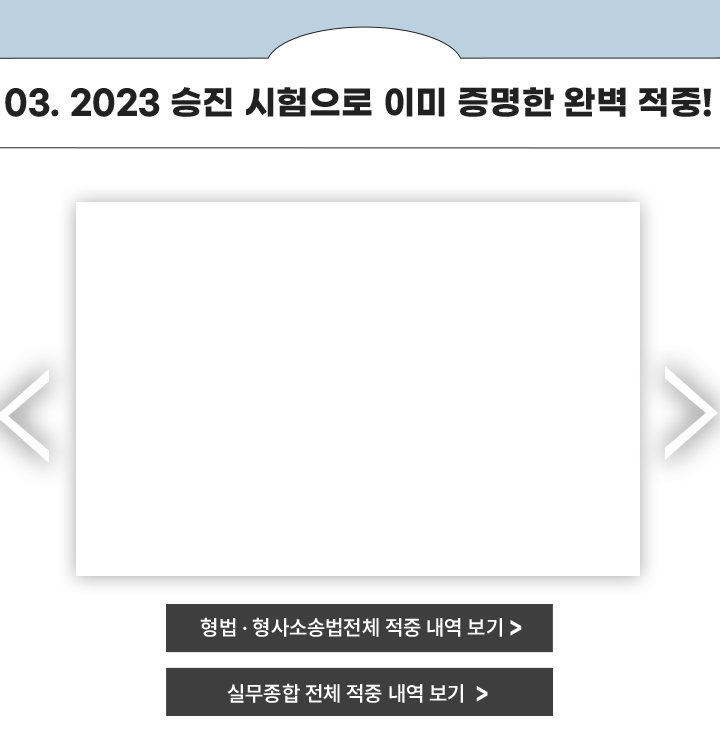 03. 2023 승진 시험으로 이미 증명한 완벽 적중!
형법 · 형사소송법전체 적중 내역 보기 >
실무종합 전체 적중 내역 보기 >